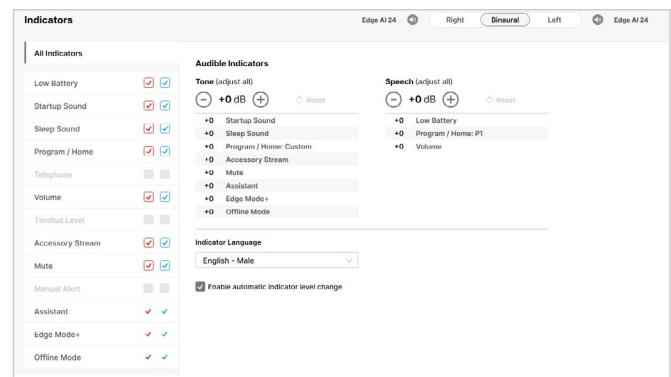 Indicators
Edge AI 24 Right Binaural Left Edge AI 24
All Indicators
Low Battery
Startup Sound
Sleep Sound
Program / Home
Telephone
Volume
Tinnitus Level
Accessory Stream
Mute
Manual Alert
Assistant
Edge Mode+
Offline Mode
Audible Indicators
Tone (adjust all)
+0 dB Reset
+0 Startup Sound
+0 Sleep Sound
+0 Program / Home: Custom
+0 Accessory Stream
+0 Mute
+0 Assistant
+0 Edge Mode+
+0 Offline Mode
Speech (adjust all)
+0 dB Reset
+0 Low Battery
+0 Program / Home: P1
+0 Volume
Indicator Language
English - Male
Enable automatic indicator level change